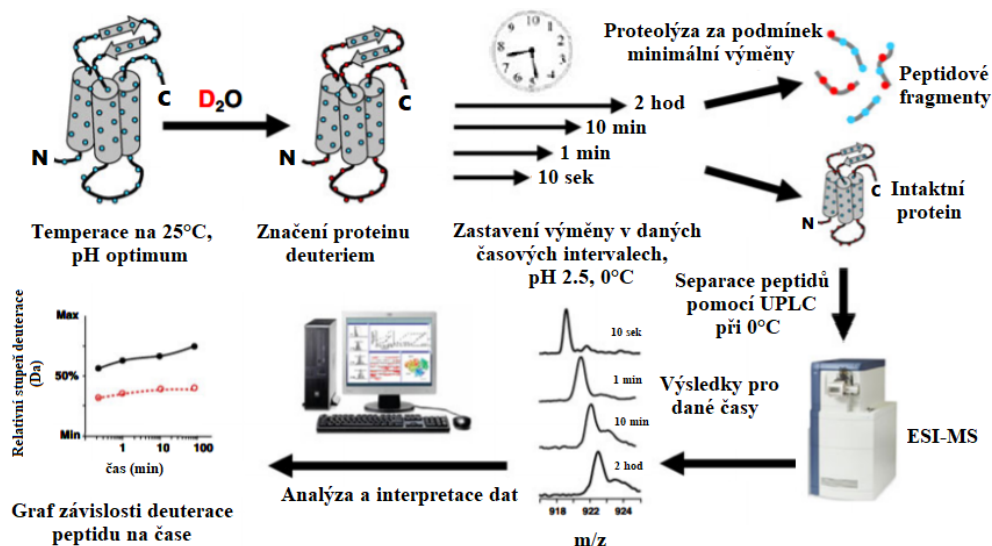 C
N
D₂O
C
N
Temperace na 25°C,
pH optimum
Značení proteinu
deuteriem
2 hod
10 min
1 min
10 sek
Zastavení výměny v daných
časových intervalech,
pH 2.5, 0°C
Proteolýza za podmínek
minimální výměny
Peptidové
fragmenty
C
N
Intaktní
protein
Separace peptidů
pomocí UPLC
při 0°C
ESI-MS
Výsledky pro
dané časy
10 sek
1 min
10 min
2 hod
918 922 924
m/z
Analýza a interpretace dat
Relativní stupeň deuterace
(Da)
Max
50%
Min
1 10 100
čas (min)
Graf závislosti deuterace
peptidu na čase